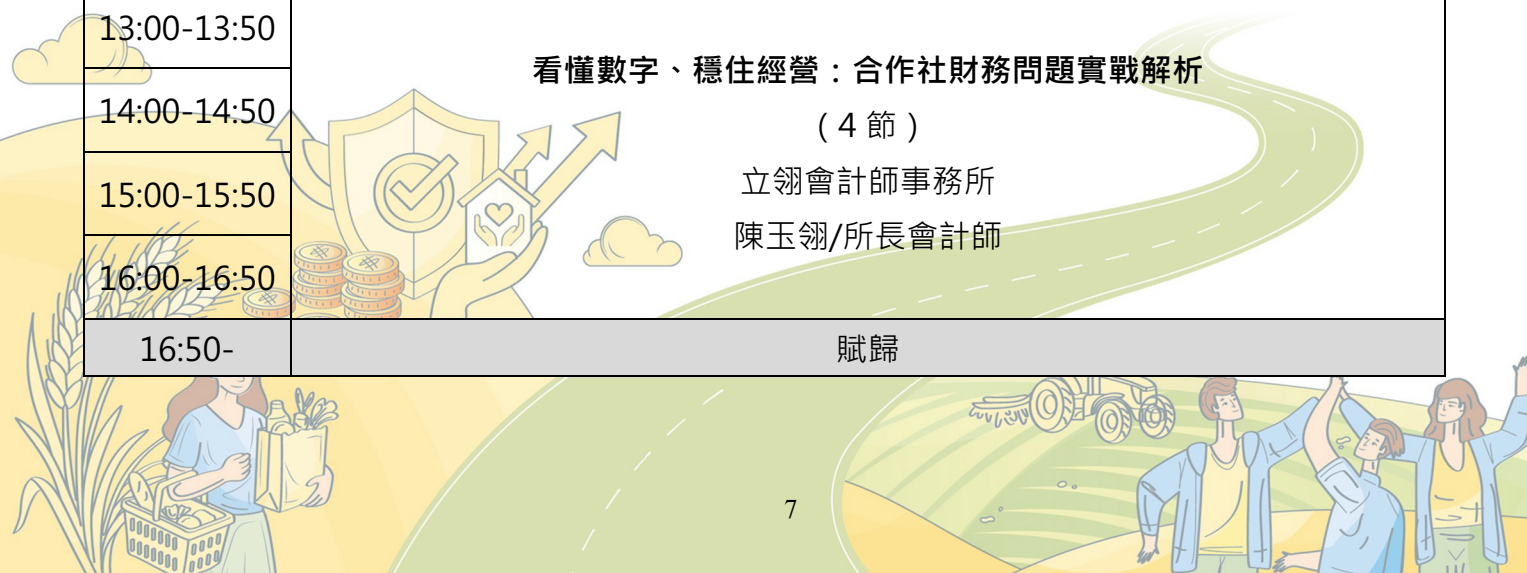 13:00-13:50
14:00-14:50
15:00-15:50
16:00-16:50
看懂數字、穩住經營：合作社財務問題實戰解析
（4 節）
立翎會計師事務所
陳玉翎/所長會計師
16:50-
賦歸
7